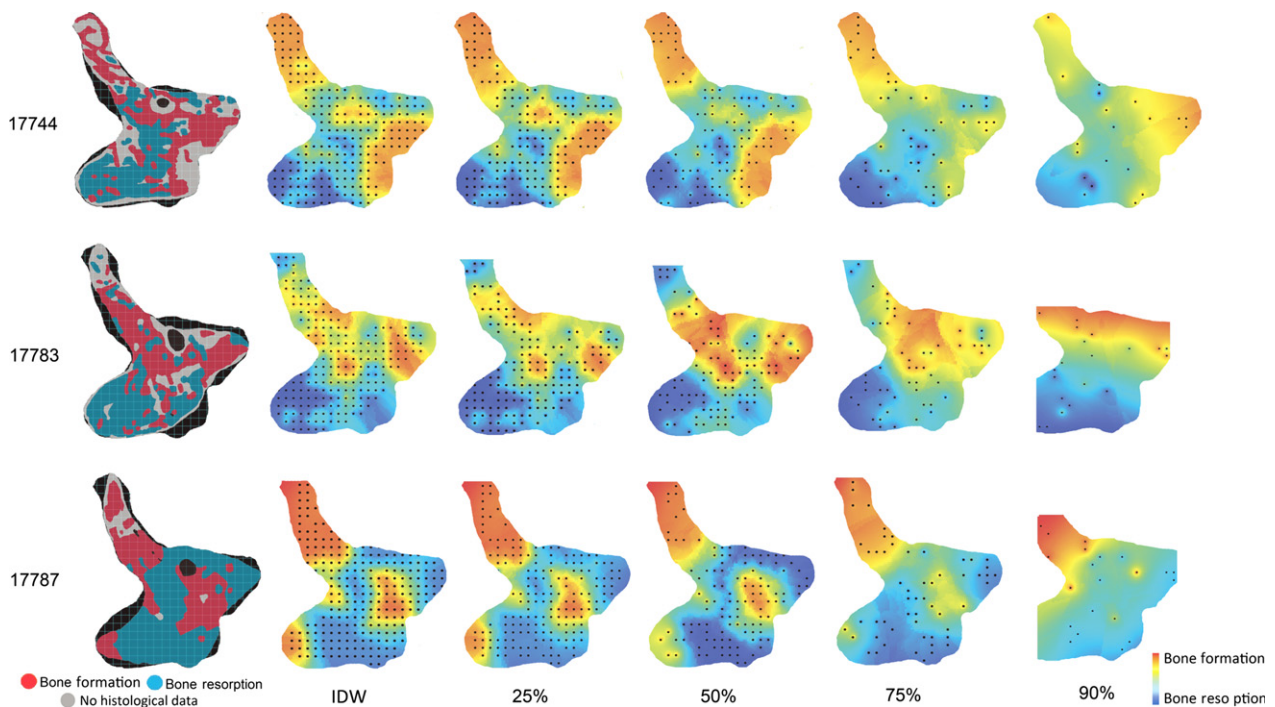 17744
17783
17787
Bone formation
Bone resorption
No histological data
IDW
25%
50%
75%
90%
Bone formation
Bone reso ption